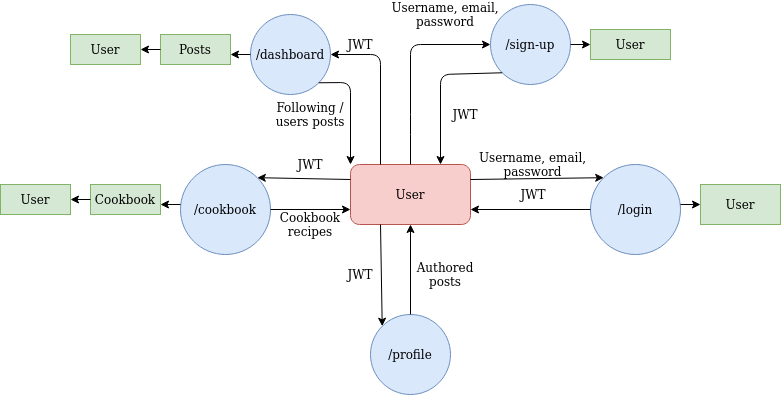 Username, email,
password
User
Posts
/dashboard
JWT
/sign-up
User
Following /
users posts
JWT
JWT
Username, email,
password
User
Cookbook
/cookbook
User
JWT
/login
User
Cookbook
recipes
JWT
Authored
posts
/profile